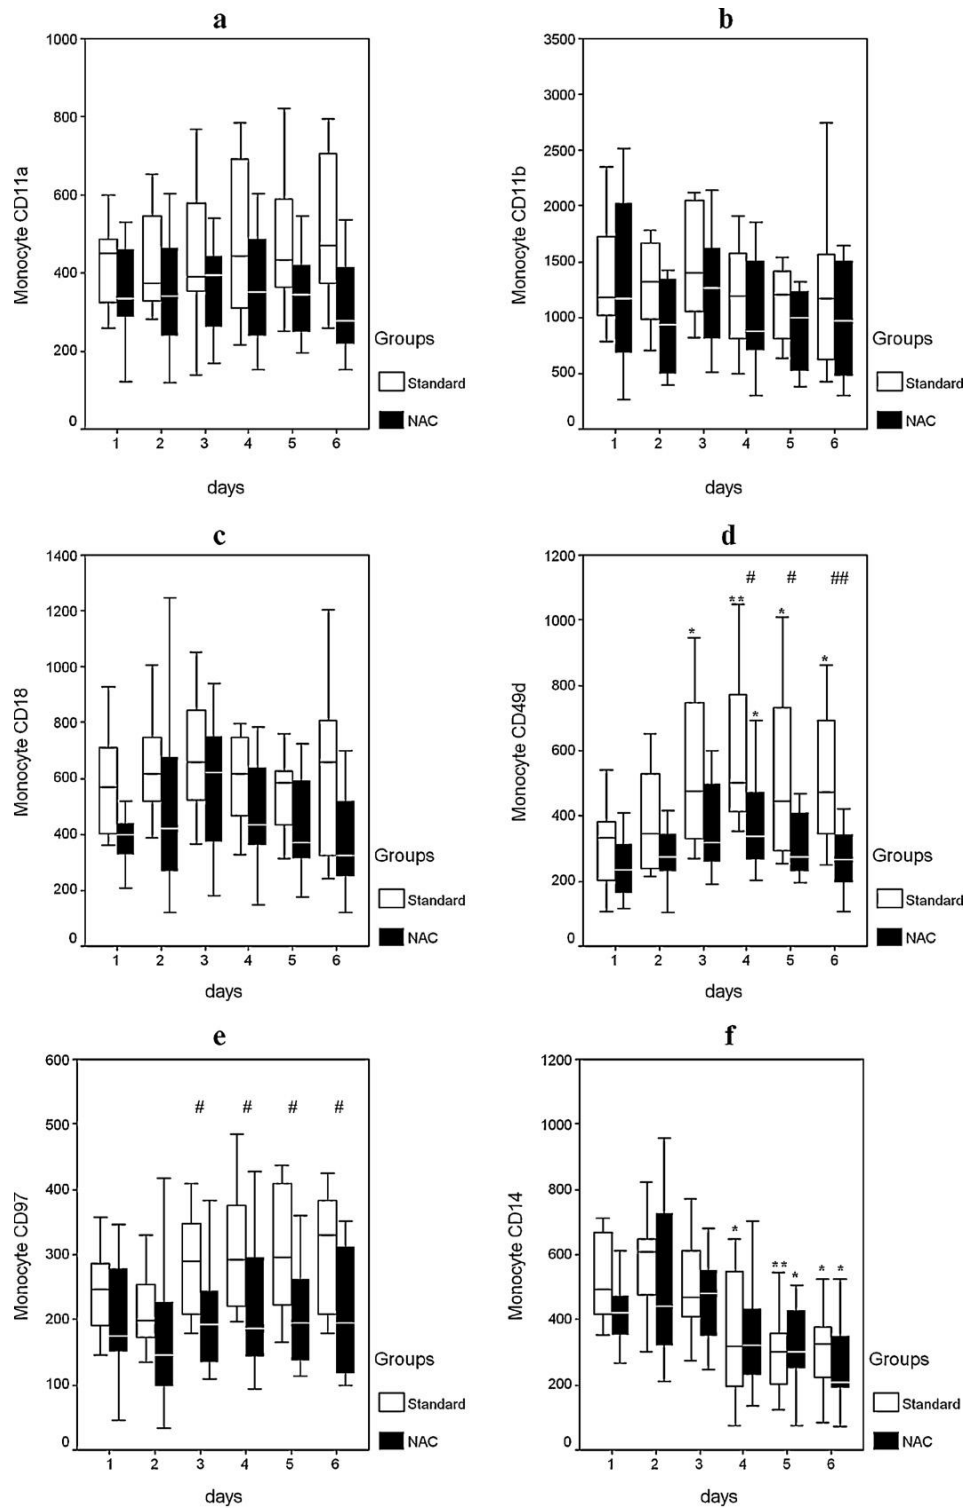 a
Monocyte CD11a
1000
800
600
400
200
0
1 2 3 4 5 6
days
Groups
Standard
NAC
b
Monocyte CD11b
3500
3000
2500
2000
1500
1000
500
0
1 2 3 4 5 6
days
Groups
Standard
NAC
c
Monocyte CD18
1400
1200
1000
800
600
400
200
0
1 2 3 4 5 6
days
Groups
Standard
NAC
d
Monocyte CD49d
1200
1000
800
600
400
200
0
# # ##
* ** * * *
1 2 3 4 5 6
days
Groups
Standard
NAC
e
Monocyte CD97
600
500
400
300
200
100
0
# # # #
1 2 3 4 5 6
days
Groups
Standard
NAC
f
Monocyte CD14
1200
1000
800
600
400
200
0
* ** * * *
1 2 3 4 5 6
days
Groups
Standard
NAC